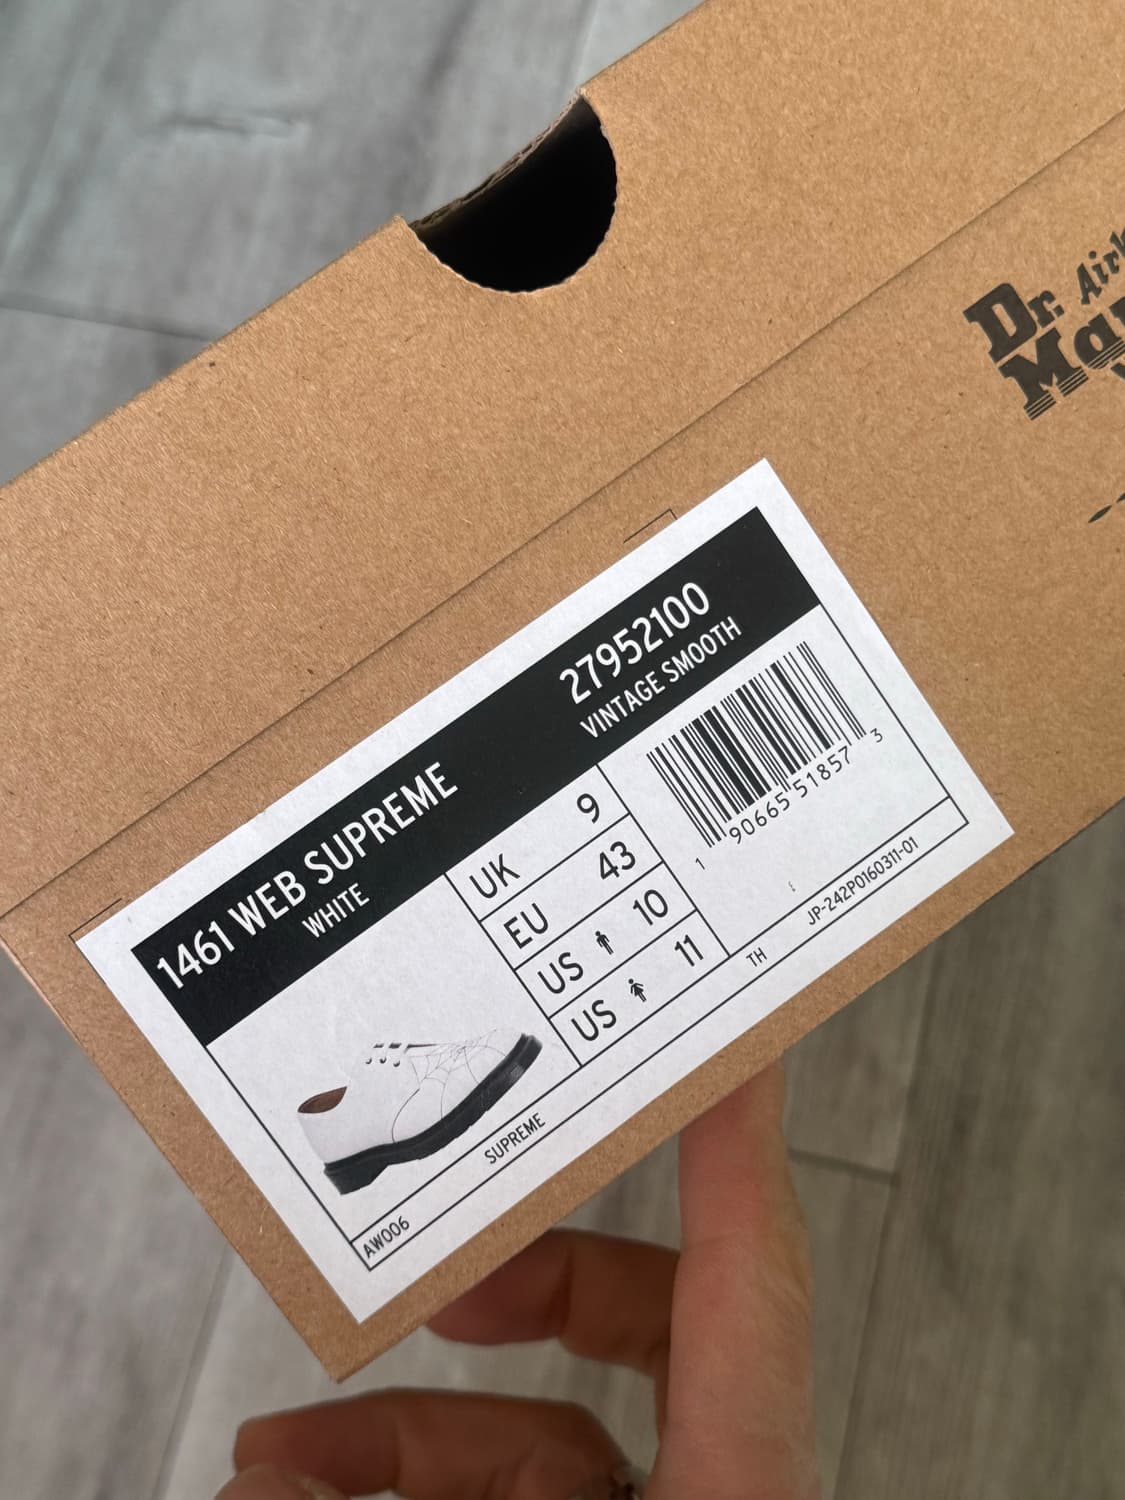 Dr.
1461 WEB SUPREME
WHITE
27952100
VINTAGE SMOOTH
UK 9
EU 43
US 10
US 11
1 90665 51857 3
AW006
SUPREME
TH
JP-242P0160311-01